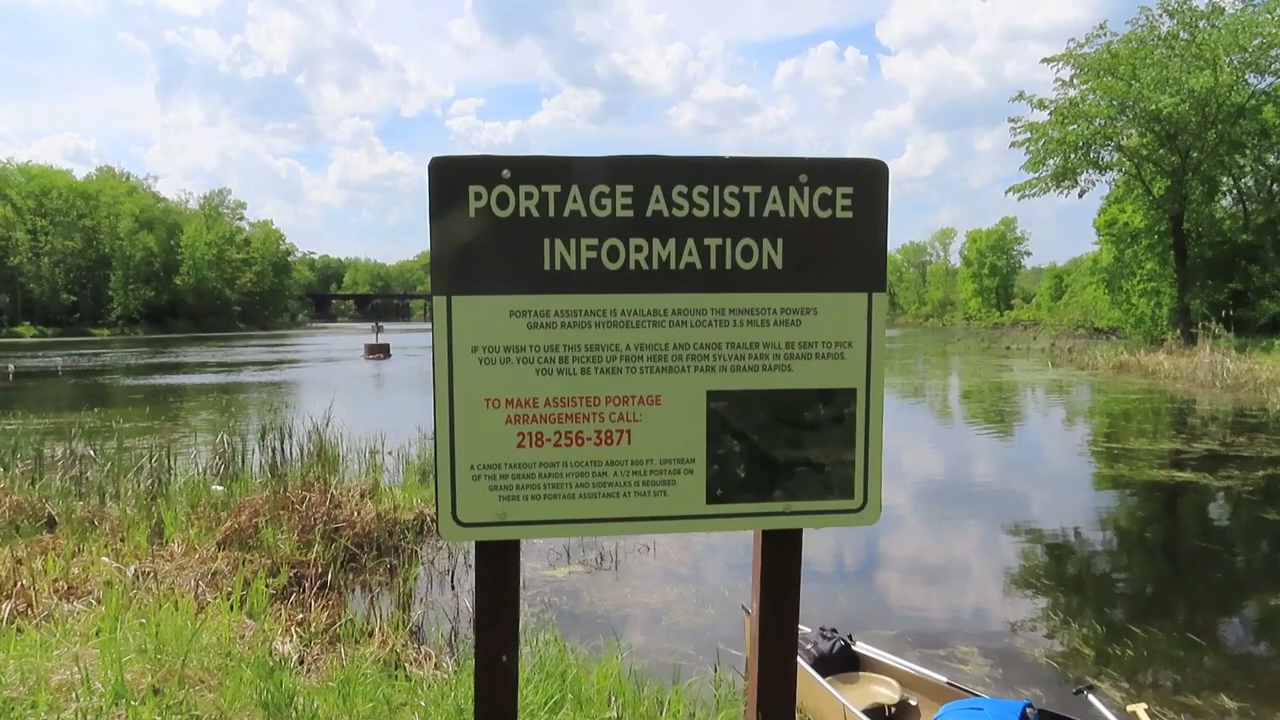 PORTAGE ASSISTANCE
INFORMATION
PORTAGE ASSISTANCE IS AVAILABLE AROUND THE MINNESOTA POWER'S
GRAND RAPIDS HYDROELECTRIC DAM LOCATED 3.5 MILES AHEAD
IF YOU WISH TO USE THIS SERVICE, A VEHICLE AND CANOE TRAILER WILL BE SENT TO PICK
YOU UP. YOU CAN BE PICKED UP FROM HERE OR FROM SYLVAN PARK IN GRAND RAPIDS.
YOU WILL BE TAKEN TO STEAMBOAT PARK IN GRAND RAPIDS.
TO MAKE ASSISTED PORTAGE
ARRANGEMENTS CALL:
218-256-3871
A CANOE TAKEOUT POINT IS LOCATED ABOUT 800 FT. UPSTREAM
OF THE MP GRAND RAPIDS HYDRO DAM. A 1/2 MILE PORTAGE ON
GRAND RAPIDS STREETS AND SIDEWALKS IS REQUIRED.
THERE IS NO PORTAGE ASSISTANCE AT THAT SITE.